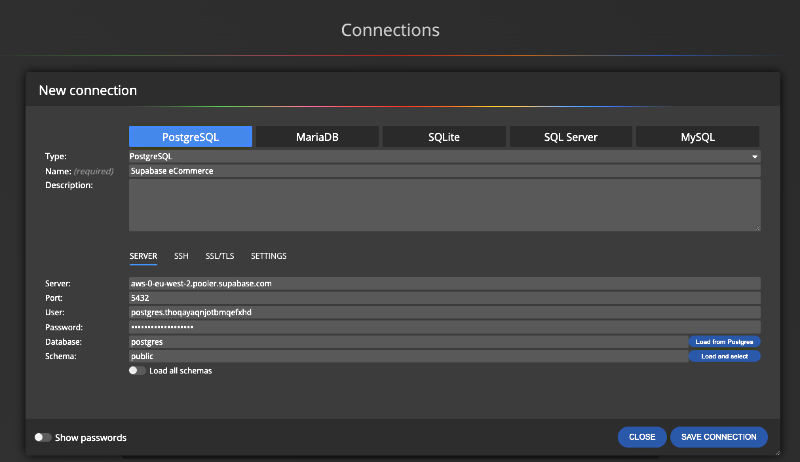 Connections
New connection
PostgreSQL MariaDB SQLite SQL Server MySQL
Type: PostgreSQL
Name: (required) Supabase eCommerce
Description:
SERVER SSH SSL/TLS SETTINGS
Server: aws-0-eu-west-2.pooler.supabase.com
Port: 5432
User: postgres.thoqayaqnjotbmqefxhd
Password: •••••••••••••••••••
Database: postgres Load from Postgres
Schema: public Load and select
Load all schemas
Show passwords CLOSE SAVE CONNECTION